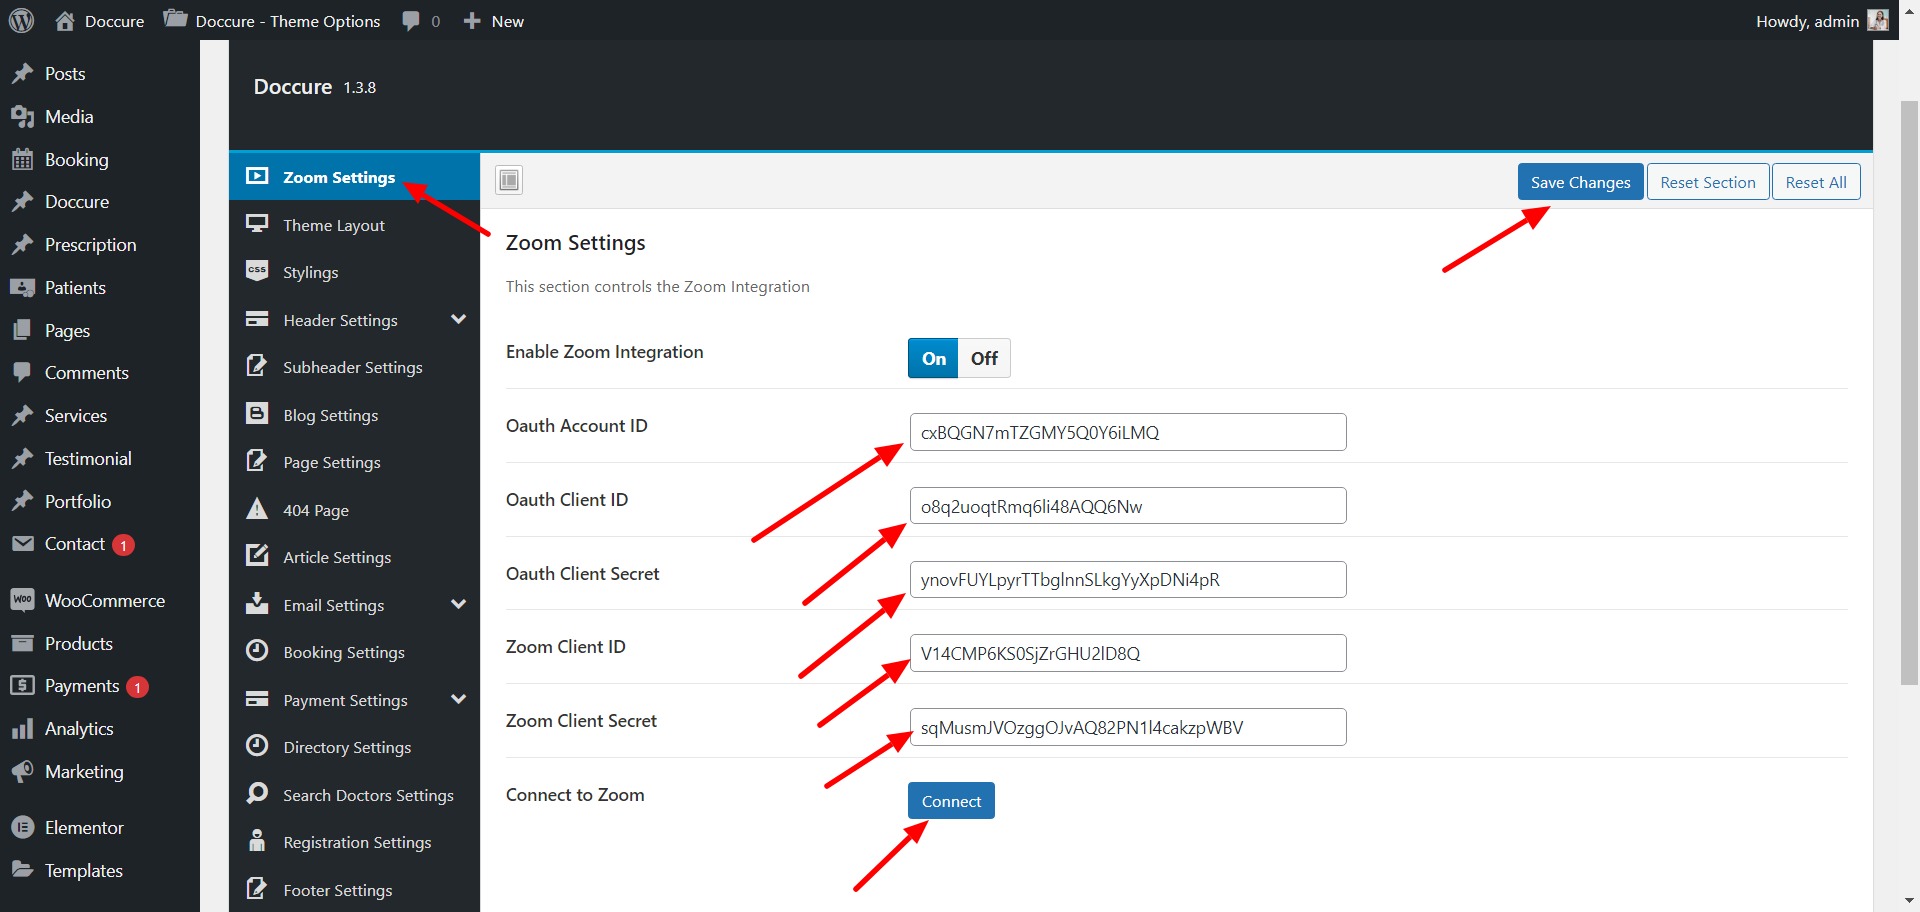 Doccure
Doccure - Theme Options
0
New
Howdy, admin
Posts
Media
Booking
Doccure
Prescription
Patients
Pages
Comments
Services
Testimonial
Portfolio
Contact 1
WooCommerce
Products
Payments 1
Analytics
Marketing
Elementor
Templates
Doccure 1.3.8
Zoom Settings
Theme Layout
Stylings
Header Settings
Subheader Settings
Blog Settings
Page Settings
404 Page
Article Settings
Email Settings
Booking Settings
Payment Settings
Directory Settings
Search Doctors Settings
Registration Settings
Footer Settings
Save Changes
Reset Section
Reset All
Zoom Settings
This section controls the Zoom Integration
Enable Zoom Integration
On Off
Oauth Account ID
cxBQGN7mTZGMY5Q0Y6iLMQ
Oauth Client ID
o8q2uoqtRmq6li48AQQ6Nw
Oauth Client Secret
ynovFUYLpyrTTbglnnSLkgYyXpDNi4pR
Zoom Client ID
V14CMP6KS0SjZrGHU2lD8Q
Zoom Client Secret
sqMusmJVOzggOJvAQ82PN1l4cakzpWBV
Connect to Zoom
Connect